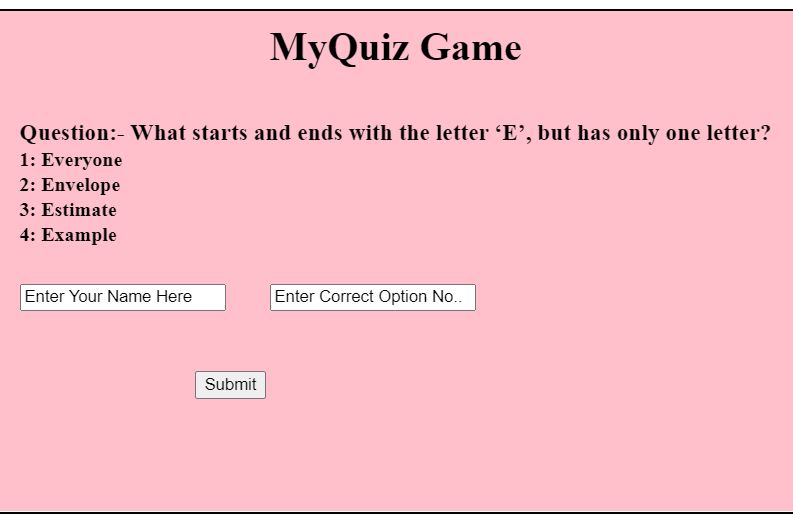 MyQuiz Game
Question:- What starts and ends with the letter ‘E’, but has only one letter?
1: Everyone
2: Envelope
3: Estimate
4: Example
Enter Your Name Here Enter Correct Option No..
Submit